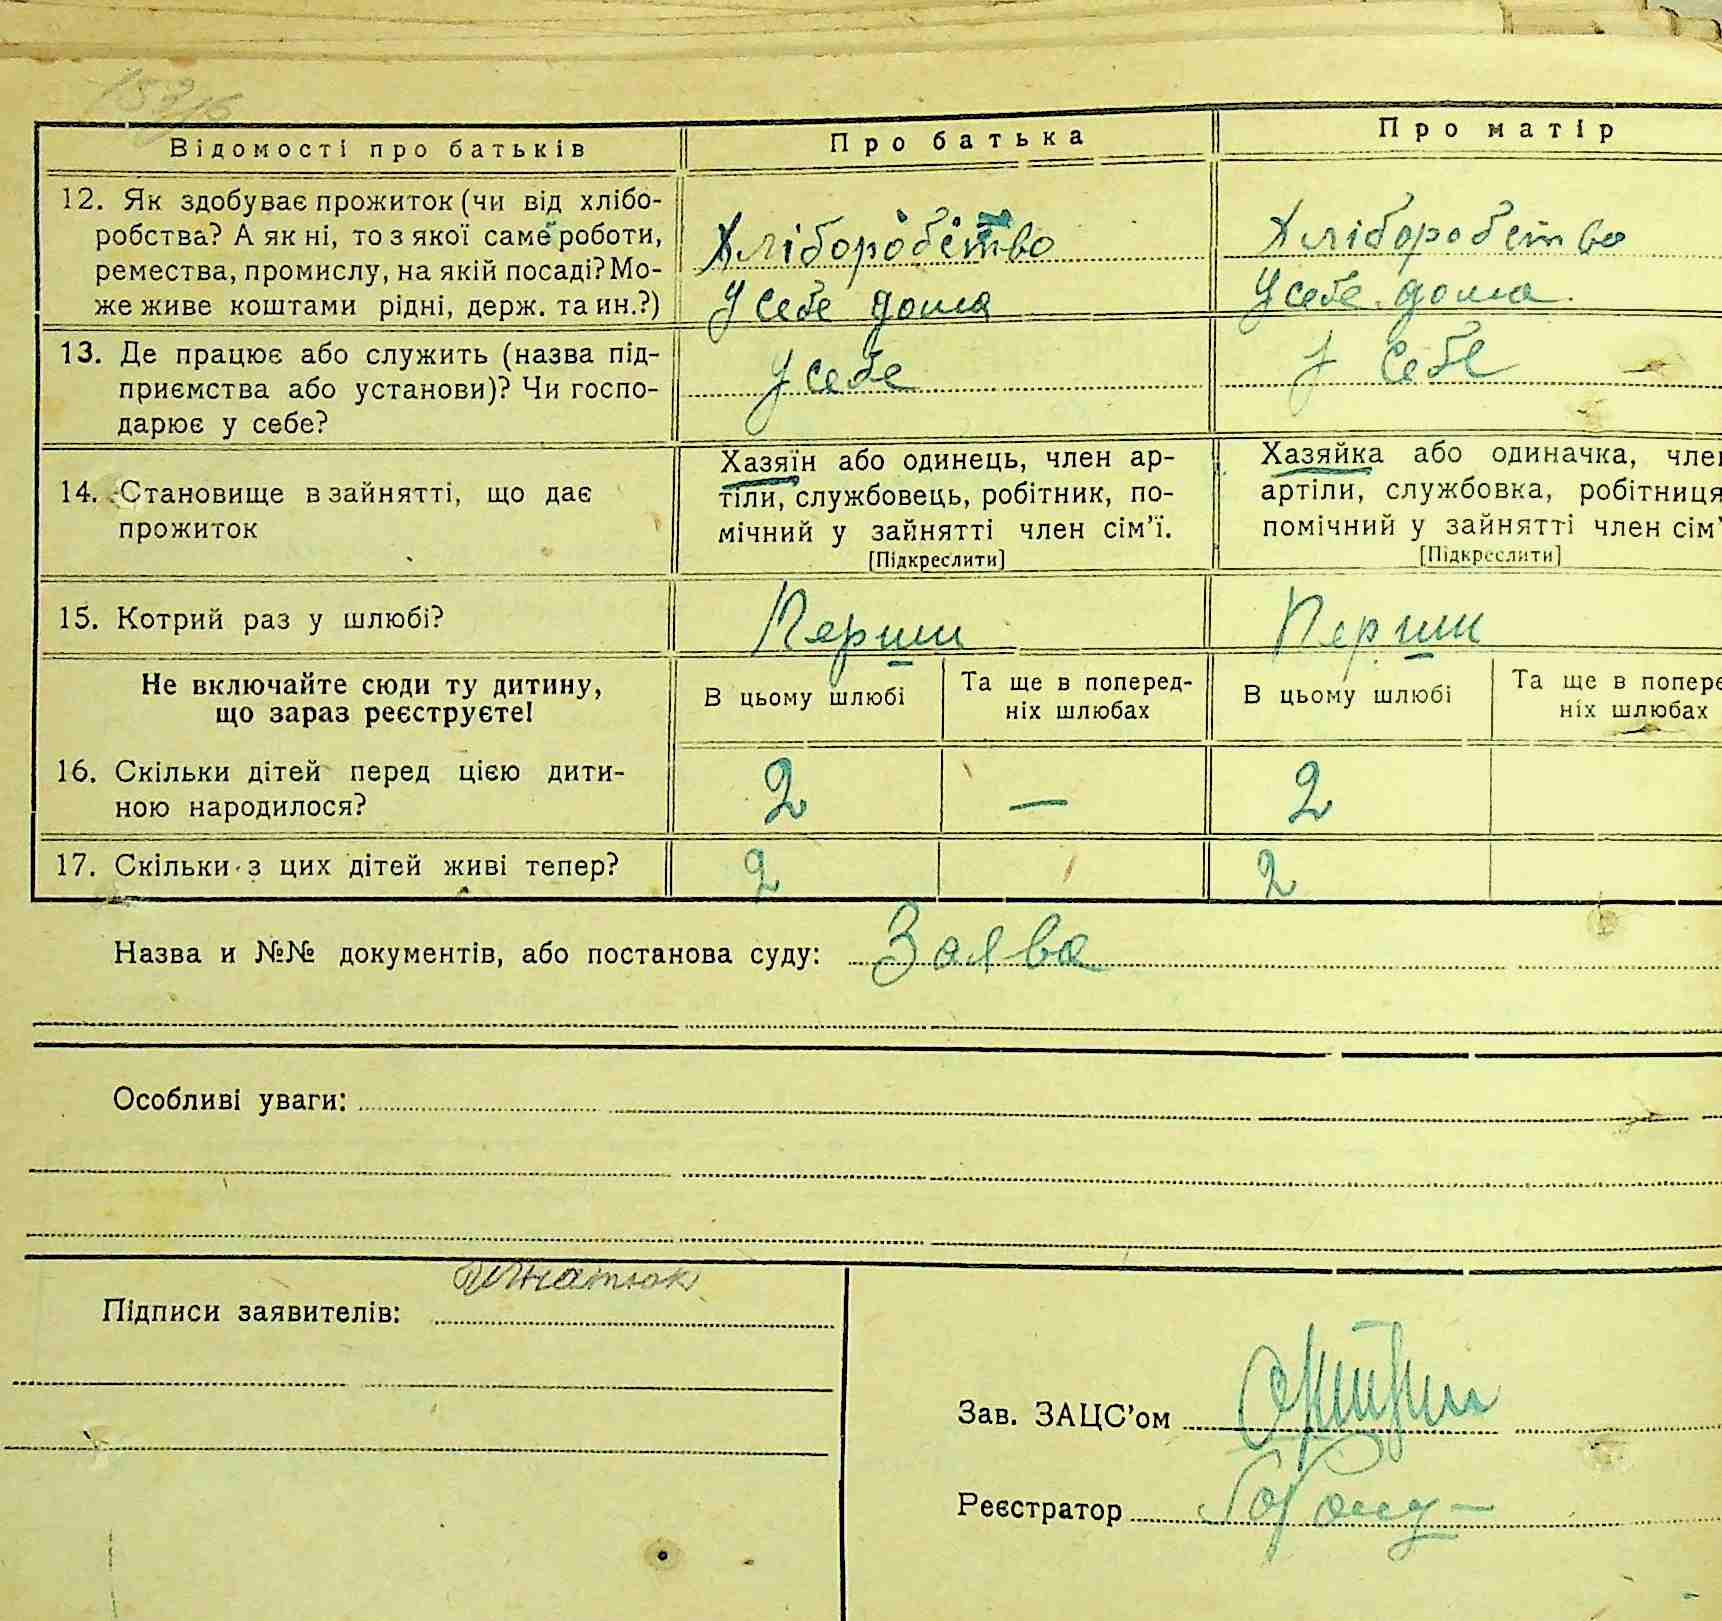 Відомості про батьків
Про батька
Про матір
12. Як здобуває прожиток (чи від хлібо-
робства? А як ні, то з якої саме роботи,
ремества, промислу, на якій посаді? Мо-
же живе коштами рідні, держ. та ин.?)
Хліборобство
У себе дома
Хліборобство
У себе дома
13. Де працює або служить (назва під-
приємства або установи)? Чи госпо-
дарює у себе?
У себе
У себе
14. Становище в зайнятті, що дає
прожиток
Хазяїн або одинець, член ар-
тіли, службовець, робітник, по-
мічний у зайнятті член сім'ї.
[Підкреслити]
Хазяйка або одиначка, член
артіли, службовка, робітниця
помічний у зайнятті член сім'
[Підкреслити]
15. Котрий раз у шлюбі?
Перши
Перши
Не включайте сюди ту дитину,
що зараз реєструєте!
В цьому шлюбі
Та ще в поперед-
ніх шлюбах
В цьому шлюбі
Та ще в попере
ніх шлюбах
16. Скільки дітей перед цією дити-
ною народилося?
2
—
2
17. Скільки з цих дітей живі тепер?
2
2
Назва и №№ документів, або постанова суду: Заява
Особливі уваги:
Підписи заявителів:
Зав. ЗАЦС'ом
Реєстратор